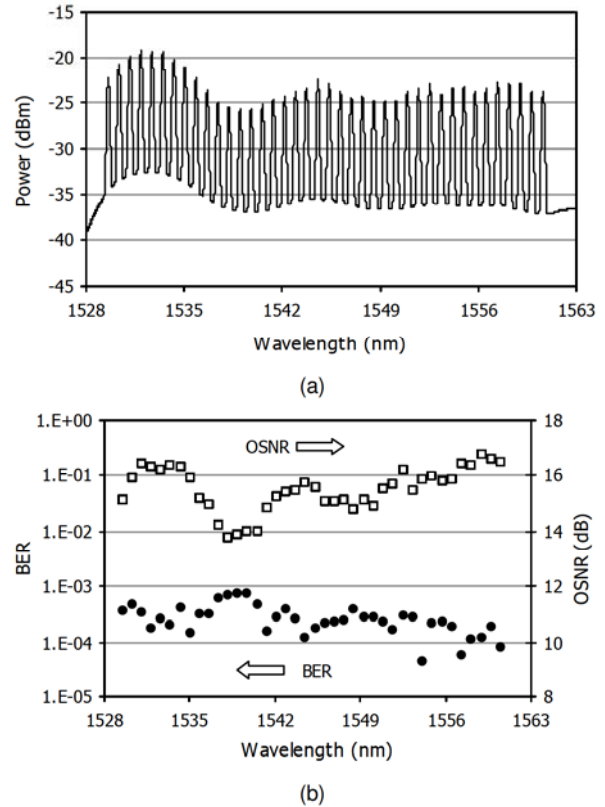 -15
-20
-25
-30
-35
-40
-45
Power (dBm)
1528 1535 1542 1549 1556 1563
Wavelength (nm)
(a)
1.E+00 18
1.E-01 16
1.E-02 14
1.E-03 12
1.E-04 10
1.E-05 8
BER
OSNR (dB)
OSNR
BER
1528 1535 1542 1549 1556 1563
Wavelength (nm)
(b)